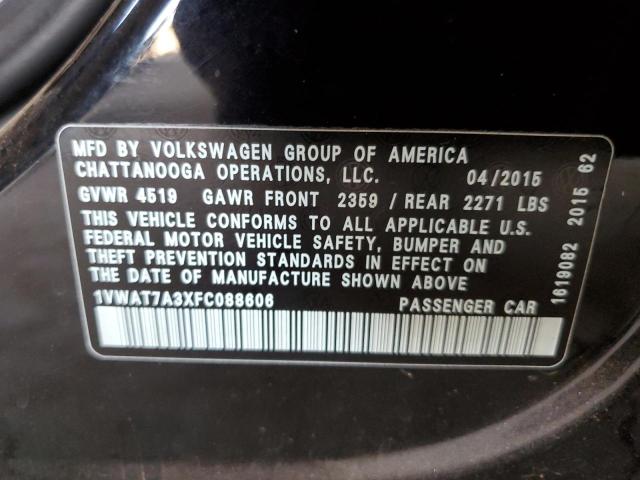 MFD BY VOLKSWAGEN GROUP OF AMERICA
CHATTANOOGA OPERATIONS, LLC. 04/2015
GVWR 4519 GAWR FRONT 2359 / REAR 2271 LBS
THIS VEHICLE CONFORMS TO ALL APPLICABLE U.S.
FEDERAL MOTOR VEHICLE SAFETY, BUMPER AND
THEFT PREVENTION STANDARDS IN EFFECT ON
THE DATE OF MANUFACTURE SHOWN ABOVE
1VWAT7A3XFC088606 PASSENGER CAR
1619082 2015 62